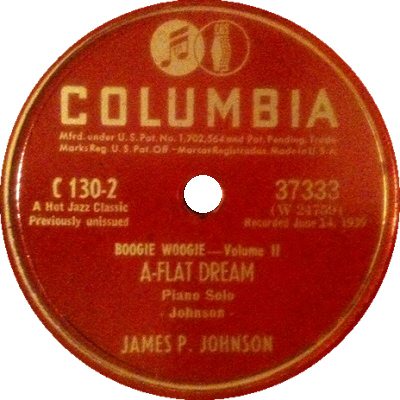 COLUMBIA
Mfrd. under U.S. Pat. No. 1,702,564 and Pat. Pending. Trade
Marks Reg. U.S. Pat. Off. - Marcas Registradas. Made in U.S.A.
C 130-2
A Hot Jazz Classic
Previously unissued
37333
Recorded June 14, 1939
BOOGIE WOOGIE—Volume II
A-FLAT DREAM
Piano Solo
- Johnson -
JAMES P. JOHNSON